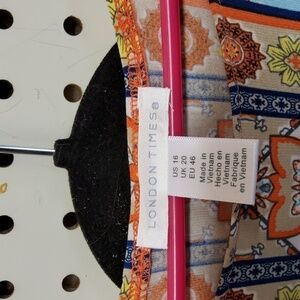 LONDON TIMES®
US 16
UK 20
EU 46
Made in
Vietnam
Hecho en
Vietnam
Fabriqué
en Vietnam